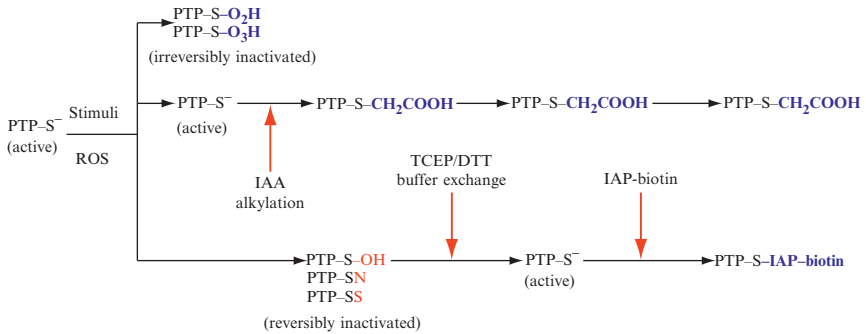 PTP–S–O₂H
PTP–S–O₃H
(irreversibly inactivated)
PTP–S⁻
(active)
Stimuli
ROS
PTP–S⁻
(active)
PTP–S–CH₂COOH
PTP–S–CH₂COOH
PTP–S–CH₂COOH
IAA
alkylation
TCEP/DTT
buffer exchange
IAP-biotin
PTP–S–OH
PTP–SN
PTP–SS
(reversibly inactivated)
PTP–S⁻
(active)
PTP–S–IAP–biotin